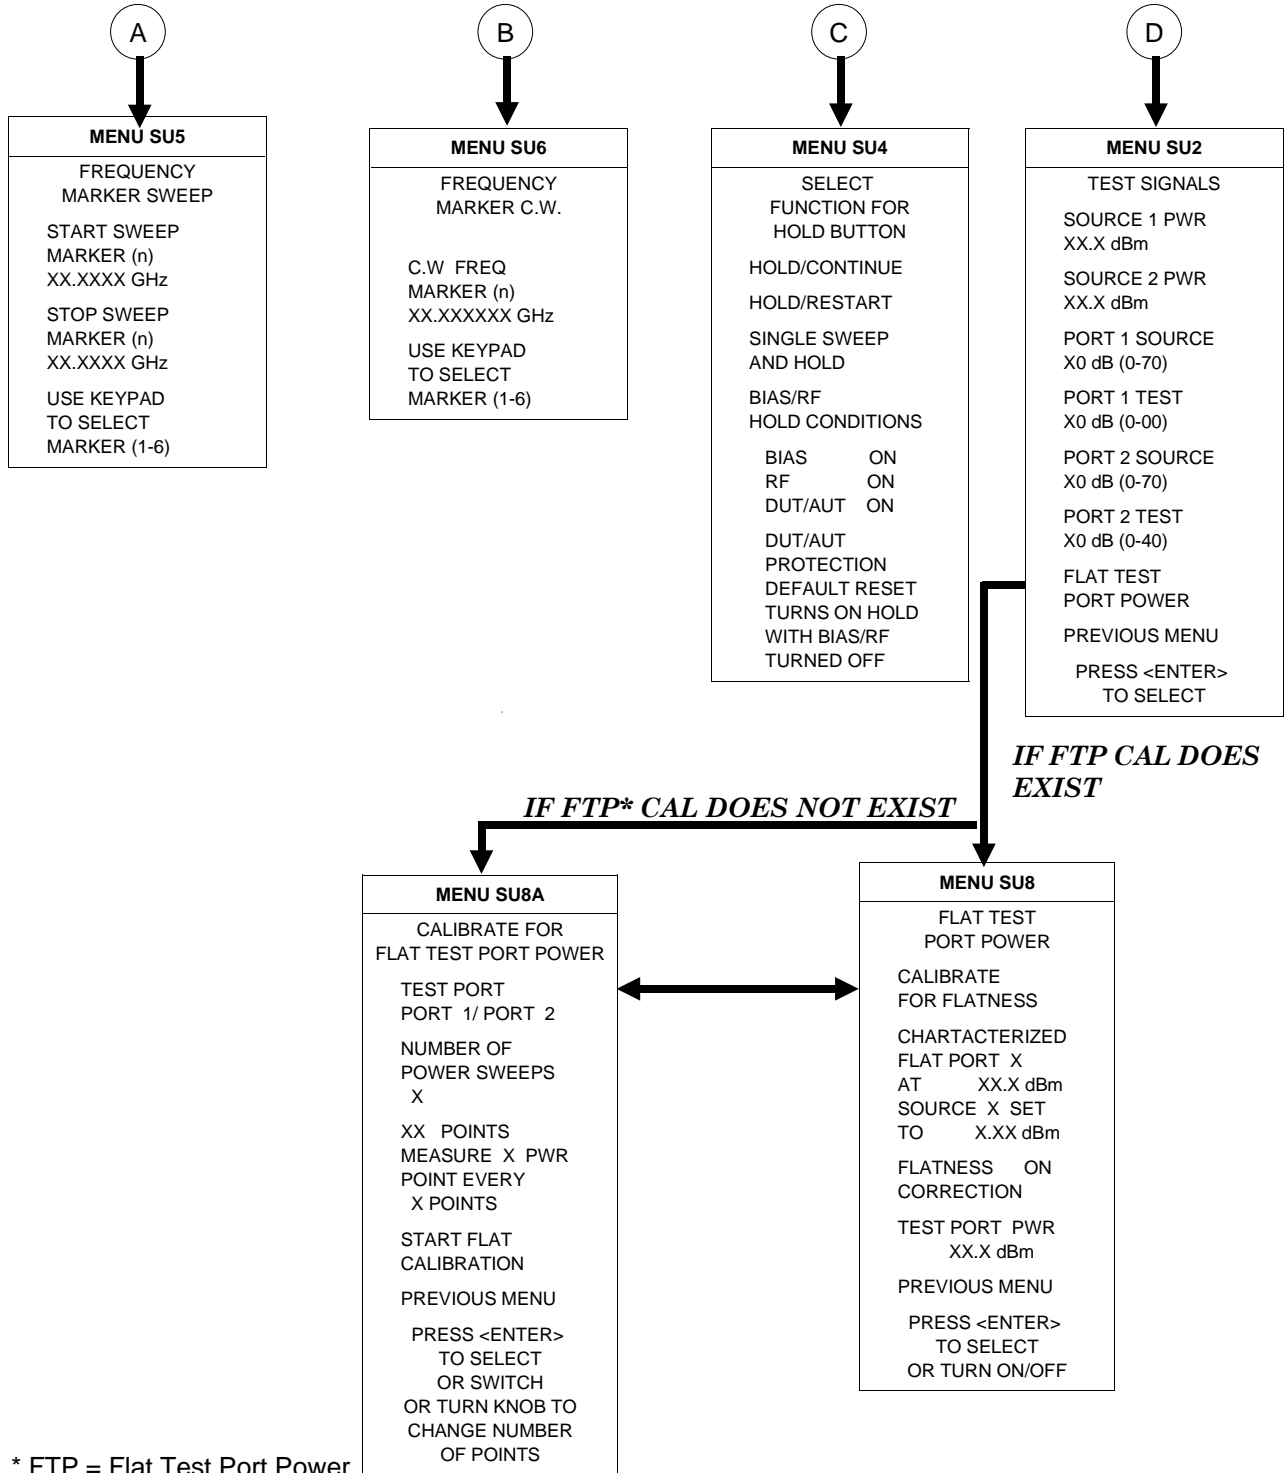 A
B
C
D
MENU SU5
FREQUENCY
MARKER SWEEP
START SWEEP
MARKER (n)
XX.XXXX GHz
STOP SWEEP
MARKER (n)
XX.XXXX GHz
USE KEYPAD
TO SELECT
MARKER (1-6)
MENU SU6
FREQUENCY
MARKER C.W.
C.W FREQ
MARKER (n)
XX.XXXXXX GHz
USE KEYPAD
TO SELECT
MARKER (1-6)
MENU SU4
SELECT
FUNCTION FOR
HOLD BUTTON
HOLD/CONTINUE
HOLD/RESTART
SINGLE SWEEP
AND HOLD
BIAS/RF
HOLD CONDITIONS
BIAS ON
RF ON
DUT/AUT ON
DUT/AUT
PROTECTION
DEFAULT RESET
TURNS ON HOLD
WITH BIAS/RF
TURNED OFF
MENU SU2
TEST SIGNALS
SOURCE 1 PWR
XX.X dBm
SOURCE 2 PWR
XX.X dBm
PORT 1 SOURCE
X0 dB (0-70)
PORT 1 TEST
X0 dB (0-00)
PORT 2 SOURCE
X0 dB (0-70)
PORT 2 TEST
X0 dB (0-40)
FLAT TEST
PORT POWER
PREVIOUS MENU
PRESS <ENTER>
TO SELECT
IF FTP CAL DOES
EXIST
IF FTP* CAL DOES NOT EXIST
MENU SU8A
CALIBRATE FOR
FLAT TEST PORT POWER
TEST PORT
PORT 1/ PORT 2
NUMBER OF
POWER SWEEPS
X
XX POINTS
MEASURE X PWR
POINT EVERY
X POINTS
START FLAT
CALIBRATION
PREVIOUS MENU
PRESS <ENTER>
TO SELECT
OR SWITCH
OR TURN KNOB TO
CHANGE NUMBER
OF POINTS
MENU SU8
FLAT TEST
PORT POWER
CALIBRATE
FOR FLATNESS
CHARTACTERIZED
FLAT PORT X
AT XX.X dBm
SOURCE X SET
TO X.XX dBm
FLATNESS ON
CORRECTION
TEST PORT PWR
XX.X dBm
PREVIOUS MENU
PRESS <ENTER>
TO SELECT
OR TURN ON/OFF
* FTP = Flat Test Port Power